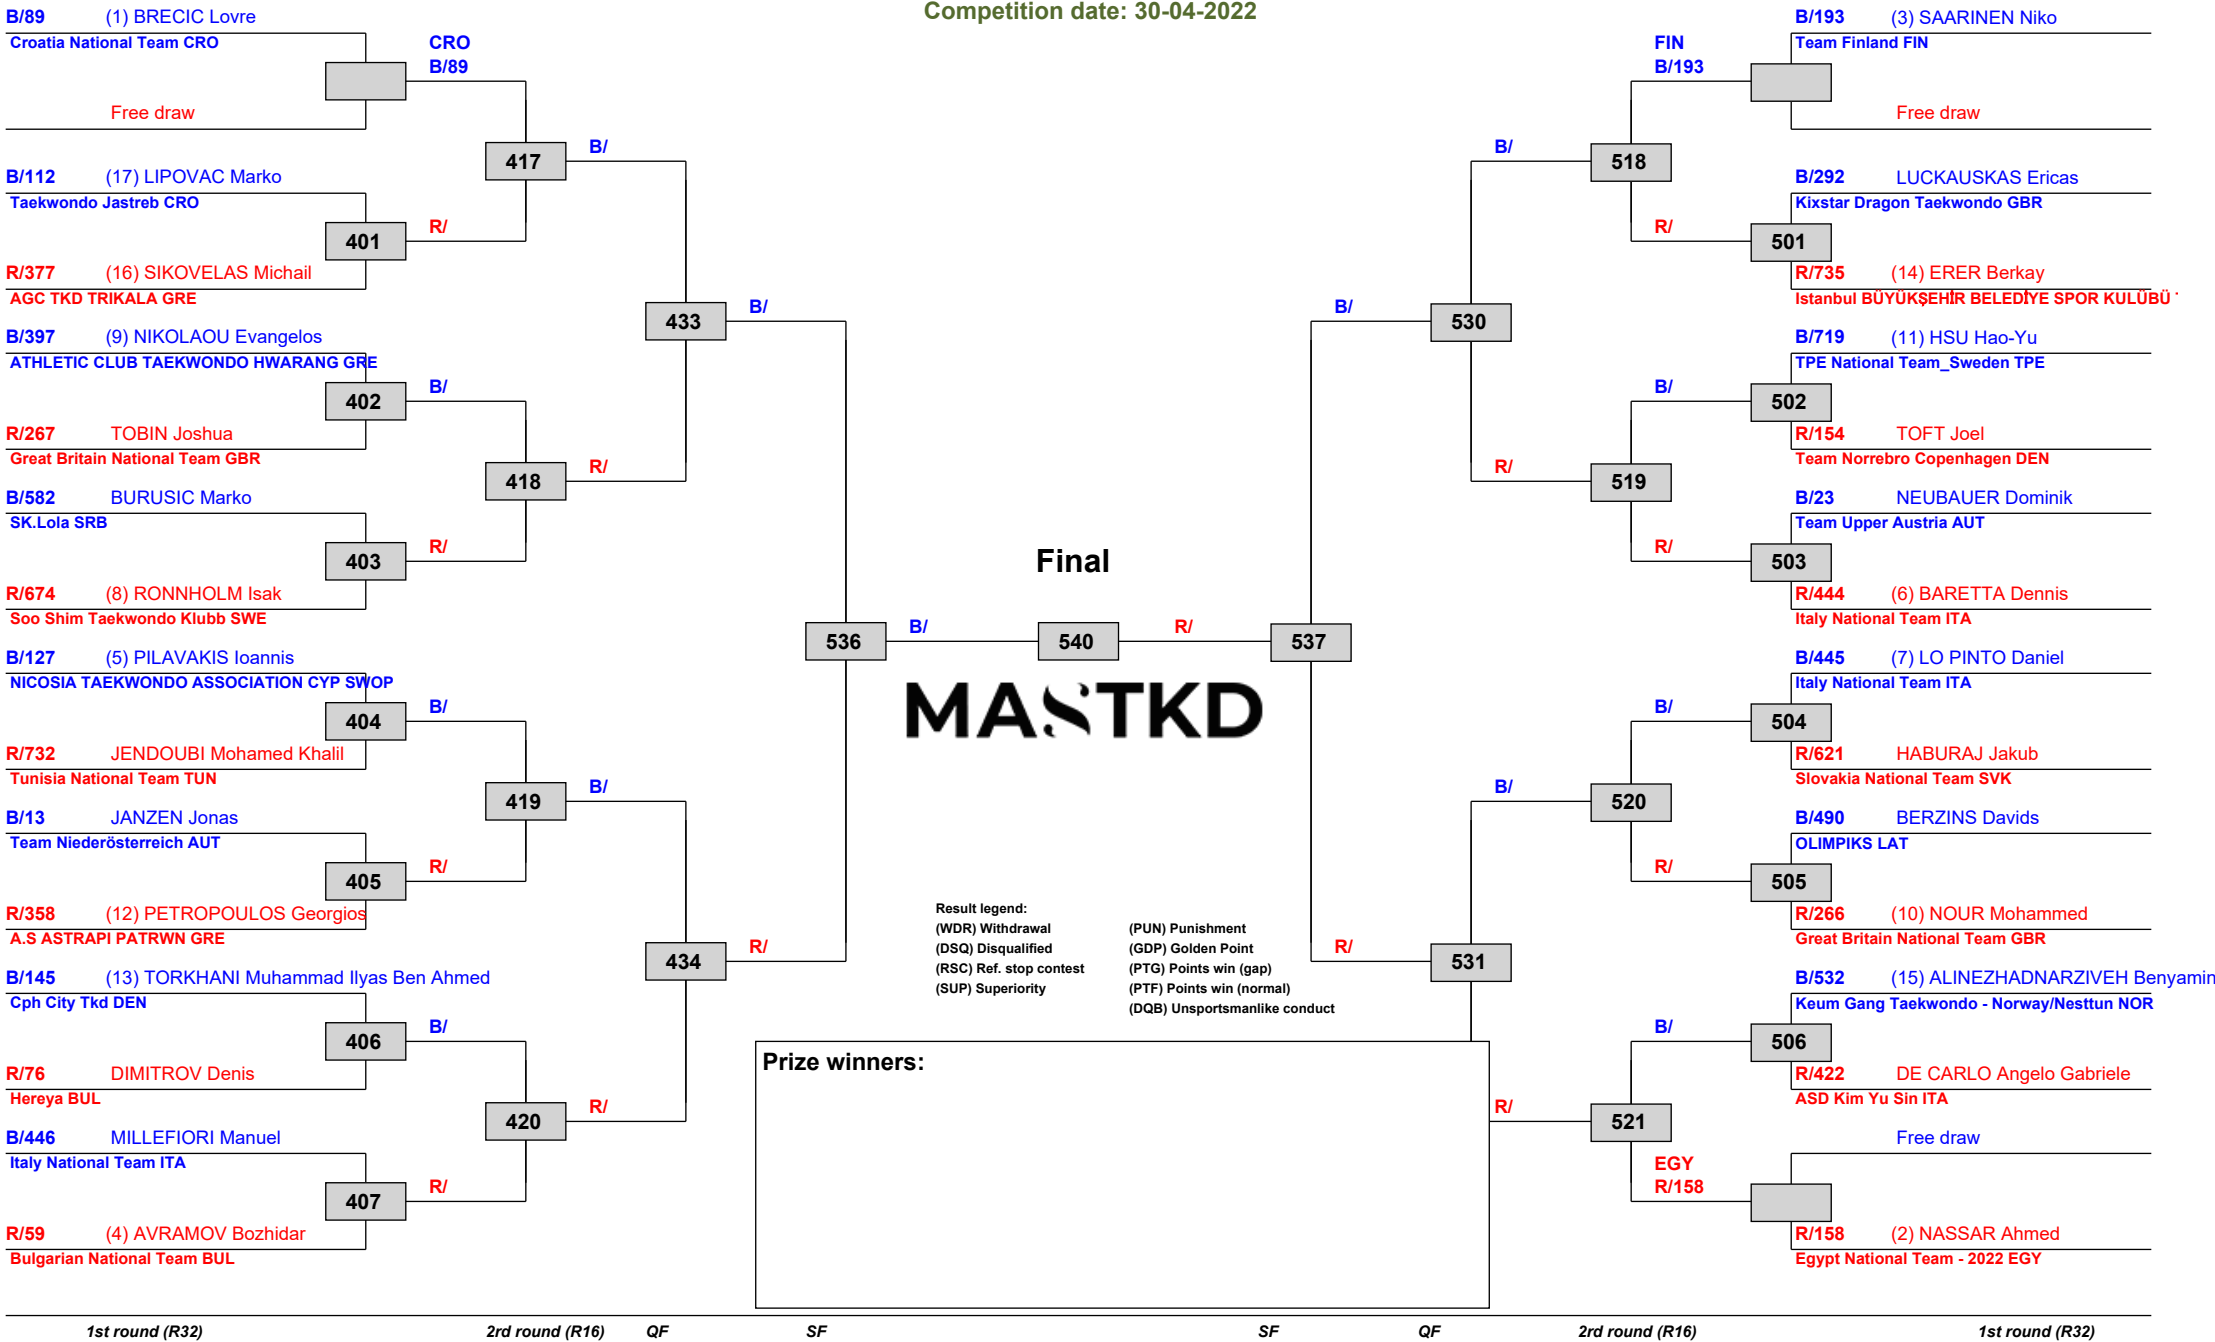 Competition date: 30-04-2022
B/89 (1) BRECIC Lovre
Croatia National Team CRO
Free draw
CRO
B/89
417
B/
B/112 (17) LIPOVAC Marko
Taekwondo Jastreb CRO
401
R/
R/377 (16) SIKOVELAS Michail
AGC TKD TRIKALA GRE
433
B/
B/397 (9) NIKOLAOU Evangelos
ATHLETIC CLUB TAEKWONDO HWARANG GRE
402
B/
R/267 TOBIN Joshua
Great Britain National Team GBR
418
R/
B/582 BURUSIC Marko
SK.Lola SRB
403
R/
R/674 (8) RONNHOLM Isak
Soo Shim Taekwondo Klubb SWE
536
B/
B/127 (5) PILAVAKIS Ioannis
NICOSIA TAEKWONDO ASSOCIATION CYP SWOP
404
B/
R/732 JENDOUBI Mohamed Khalil
Tunisia National Team TUN
419
B/
B/13 JANZEN Jonas
Team Niederösterreich AUT
405
R/
R/358 (12) PETROPOULOS Georgios
A.S ASTRAPI PATRWN GRE
434
R/
B/145 (13) TORKHANI Muhammad Ilyas Ben Ahmed
Cph City Tkd DEN
406
B/
R/76 DIMITROV Denis
Hereya BUL
420
R/
B/446 MILLEFIORI Manuel
Italy National Team ITA
407
R/
R/59 (4) AVRAMOV Bozhidar
Bulgarian National Team BUL
Final
540
R/
537
MASTKD
Result legend:
(WDR) Withdrawal
(DSQ) Disqualified
(RSC) Ref. stop contest
(SUP) Superiority
(PUN) Punishment
(GDP) Golden Point
(PTG) Points win (gap)
(PTF) Points win (normal)
(DQB) Unsportsmanlike conduct
Prize winners:
B/193 (3) SAARINEN Niko
Team Finland FIN
Free draw
FIN
B/193
518
B/
B/292 LUCKAUSKAS Ericas
Kixstar Dragon Taekwondo GBR
501
R/
R/735 (14) ERER Berkay
Istanbul BÜYÜKŞEHİR BELEDİYE SPOR KULÜBÜ
530
B/
B/719 (11) HSU Hao-Yu
TPE National Team_Sweden TPE
502
B/
R/154 TOFT Joel
Team Norrebro Copenhagen DEN
519
R/
B/23 NEUBAUER Dominik
Team Upper Austria AUT
503
R/
R/444 (6) BARETTA Dennis
Italy National Team ITA
B/445 (7) LO PINTO Daniel
Italy National Team ITA
504
B/
R/621 HABURAJ Jakub
Slovakia National Team SVK
520
B/
B/490 BERZINS Davids
OLIMPIKS LAT
505
R/
R/266 (10) NOUR Mohammed
Great Britain National Team GBR
531
R/
B/532 (15) ALINEZHADNARZIVEH Benyamin
Keum Gang Taekwondo - Norway/Nesttun NOR
506
B/
R/422 DE CARLO Angelo Gabriele
ASD Kim Yu Sin ITA
521
R/
Free draw
EGY
R/158
R/158 (2) NASSAR Ahmed
Egypt National Team - 2022 EGY
1st round (R32) 2rd round (R16) QF SF SF QF 2rd round (R16) 1st round (R32)